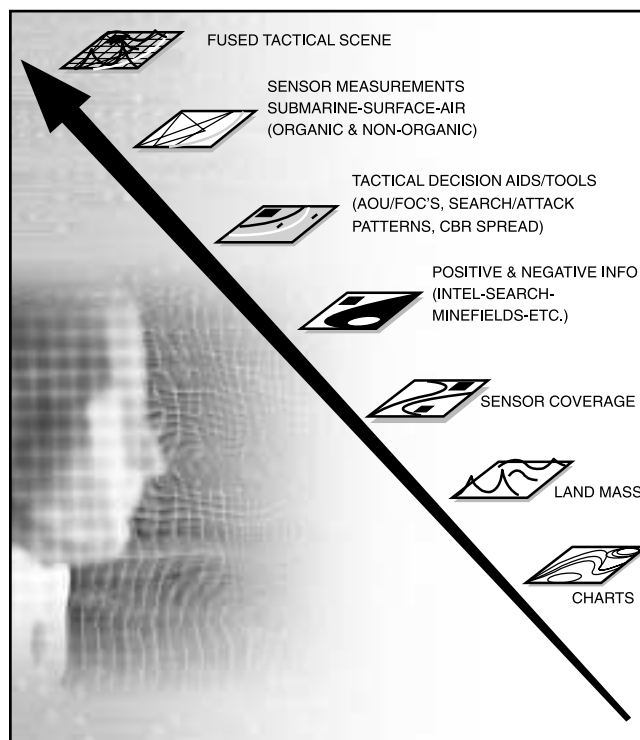 FUSED TACTICAL SCENE
SENSOR MEASUREMENTS
SUBMARINE-SURFACE-AIR
(ORGANIC & NON-ORGANIC)
TACTICAL DECISION AIDS/TOOLS
(AOU/FOC'S, SEARCH/ATTACK
PATTERNS, CBR SPREAD)
POSITIVE & NEGATIVE INFO
(INTEL-SEARCH-
MINEFIELDS-ETC.)
SENSOR COVERAGE
LAND MASS
CHARTS